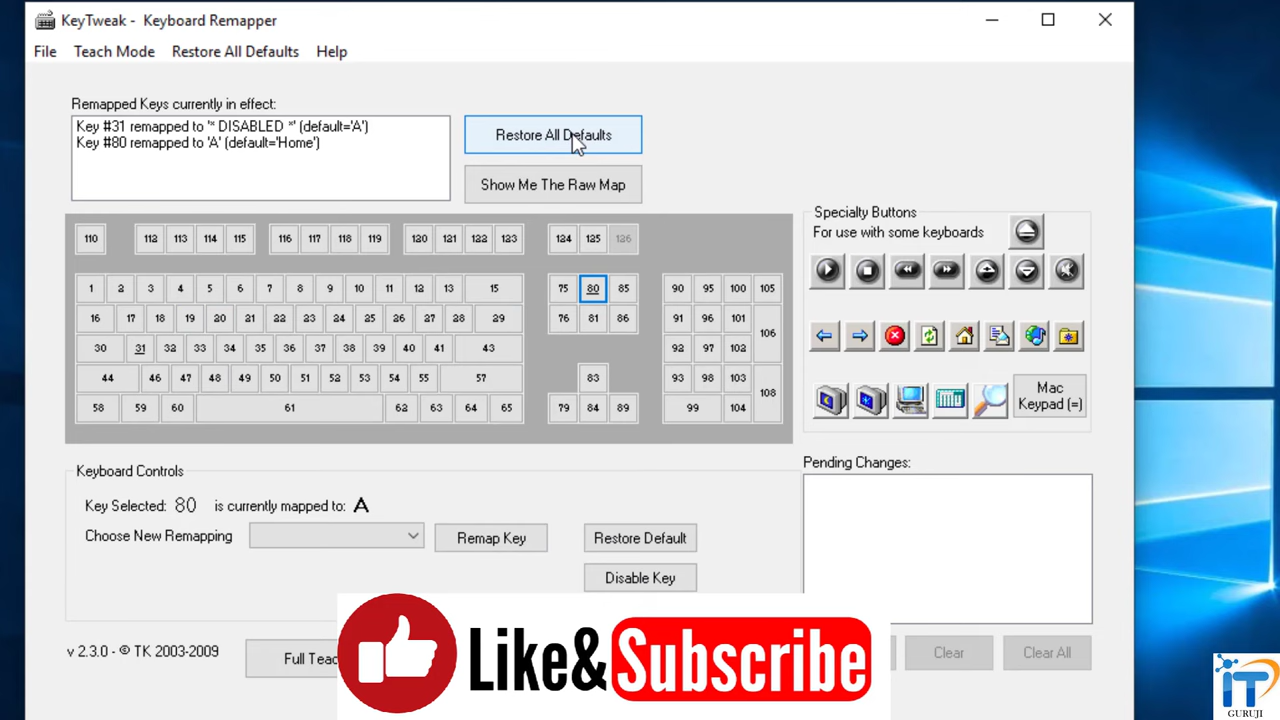 KeyTweak - Keyboard Remapper
File Teach Mode Restore All Defaults Help
Remapped Keys currently in effect:
Key #31 remapped to '* DISABLED *' (default='A')
Key #80 remapped to 'A' (default='Home')
Restore All Defaults
Show Me The Raw Map
110 112 113 114 115 116 117 118 119 120 121 122 123 124 125 126
1 2 3 4 5 6 7 8 9 10 11 12 13 15 75 80 85 90 95 100 105
16 17 18 19 20 21 22 23 24 25 26 27 28 29 76 81 86 91 96 101 106
30 31 32 33 34 35 36 37 38 39 40 41 43 92 97 102
44 46 47 48 49 50 51 52 53 54 55 57 83 93 98 103 108
58 59 60 61 62 63 64 65 79 84 89 99 104
Specialty Buttons
For use with some keyboards
Mac
Keypad (=)
Keyboard Controls
Key Selected: 80 is currently mapped to: A
Choose New Remapping Remap Key Restore Default
Disable Key
Pending Changes:
v 2.3.0 - © TK 2003-2009
Full Teac
Like& Subscribe
Clear Clear All
iT
GURUJI